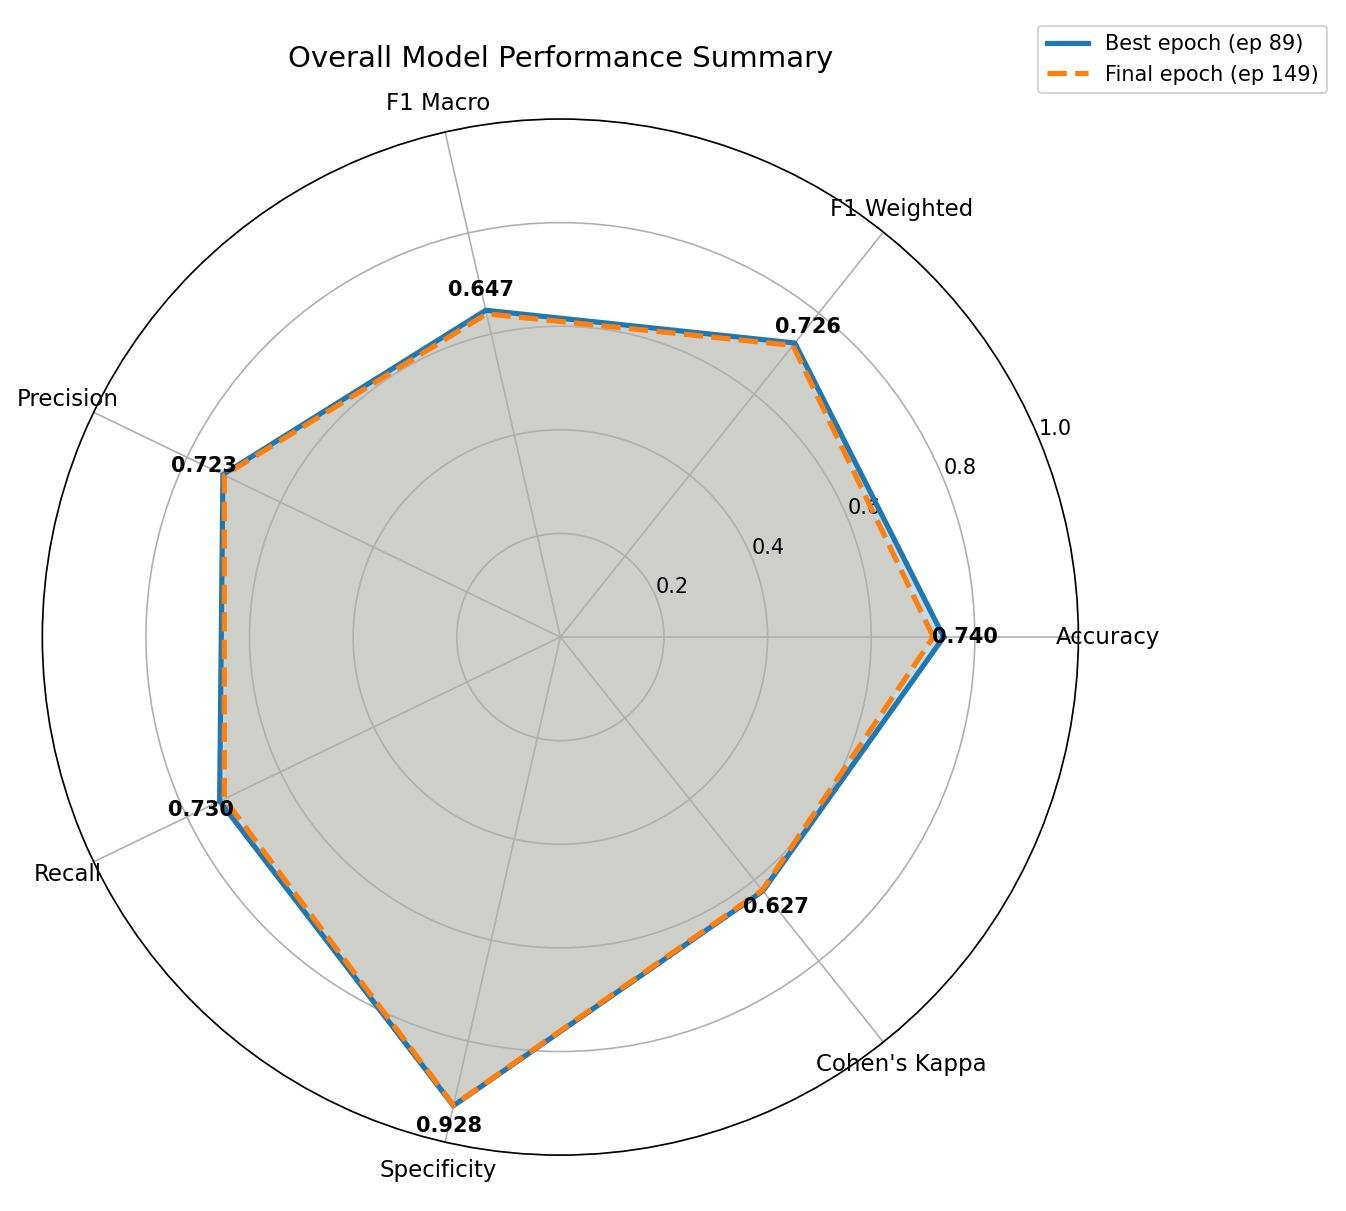 Best epoch (ep 89)
Final epoch (ep 149)
Overall Model Performance Summary
F1 Macro
F1 Weighted
0.647
0.726
Precision
1.0
0.723
0.8
0.6
0.4
0.2
0.740
Accuracy
0.730
Recall
0.627
Cohen's Kappa
0.928
Specificity